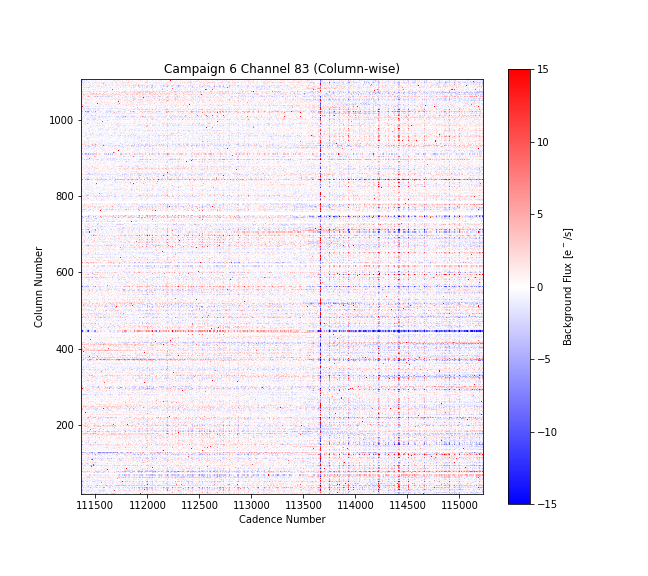 Campaign 6 Channel 83 (Column-wise)
1000
800
600
400
200
Column Number
111500 112000 112500 113000 113500 114000 114500 115000
Cadence Number
15
10
5
0
−5
−10
−15
Background Flux [e⁻/s]